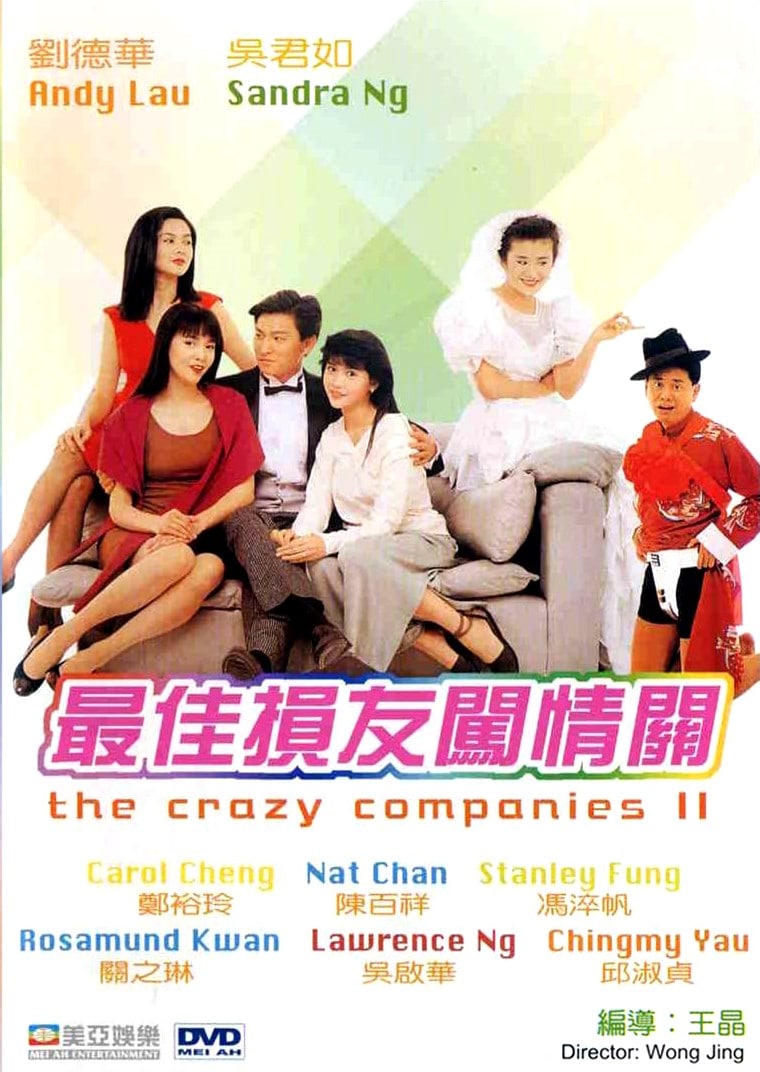 劉德華 吳君如
Andy Lau Sandra Ng
最佳損友闖情關
the crazy companies II
Carol Cheng Nat Chan Stanley Fung
鄭裕玲 陳百祥 馮淬帆
Rosamund Kwan Lawrence Ng Chingmy Yau
關之琳 吳啟華 邱淑貞
美亞娛樂 DVD
MEI AH ENTERTAINMENT MEI AH
編導：王晶
Director: Wong Jing